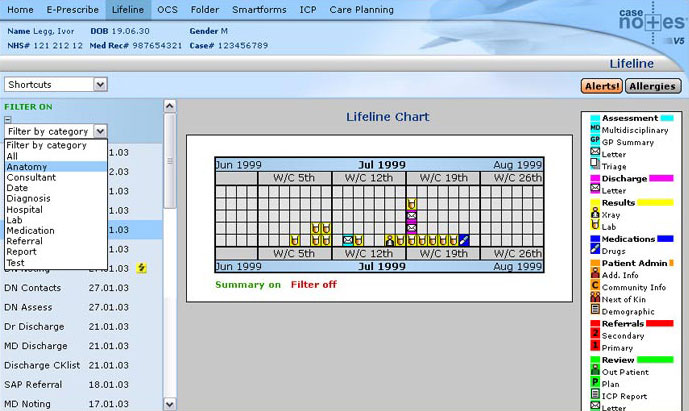 Home E-Prescribe Lifeline OCS Folder Smartforms ICP Care Planning
case notes V5
Name Legg, Ivor DOB 19.06.30 Gender M
NHS# 121 212 12 Med Rec# 987654321 Case# 123456789
Lifeline
Shortcuts
Alerts! Allergies
FILTER ON
Filter by category
Filter by category
All
Anatomy
Consultant
Date
Diagnosis
Hospital
Lab
Medication
Referral
Report
Test
1.03
2.03
1.03
1.03
1.03
1.03
DN Noting 27.01.03
DN Contacts 27.01.03
DN Assess 27.01.03
Dr Discharge 21.01.03
MD Discharge 21.01.03
Discharge CKlist 21.01.03
SAP Referral 18.01.03
MD Noting 17.01.03
Lifeline Chart
Jun 1999 Jul 1999 Aug 1999
W/C 5th W/C 12th W/C 19th W/C 26th
W/C 5th W/C 12th W/C 19th W/C 26th
Jun 1999 Jul 1999 Aug 1999
Summary on Filter off
Assessment
MD Multidisciplinary
GP GP Summary
Letter
Triage
Discharge
Letter
Results
Xray
Lab
Medications
Drugs
Patient Admin
Add. Info
C Community Info
Next of Kin
Demographic
Referrals
2 Secondary
1 Primary
Review
Out Patient
P Plan
ICP Report
Letter